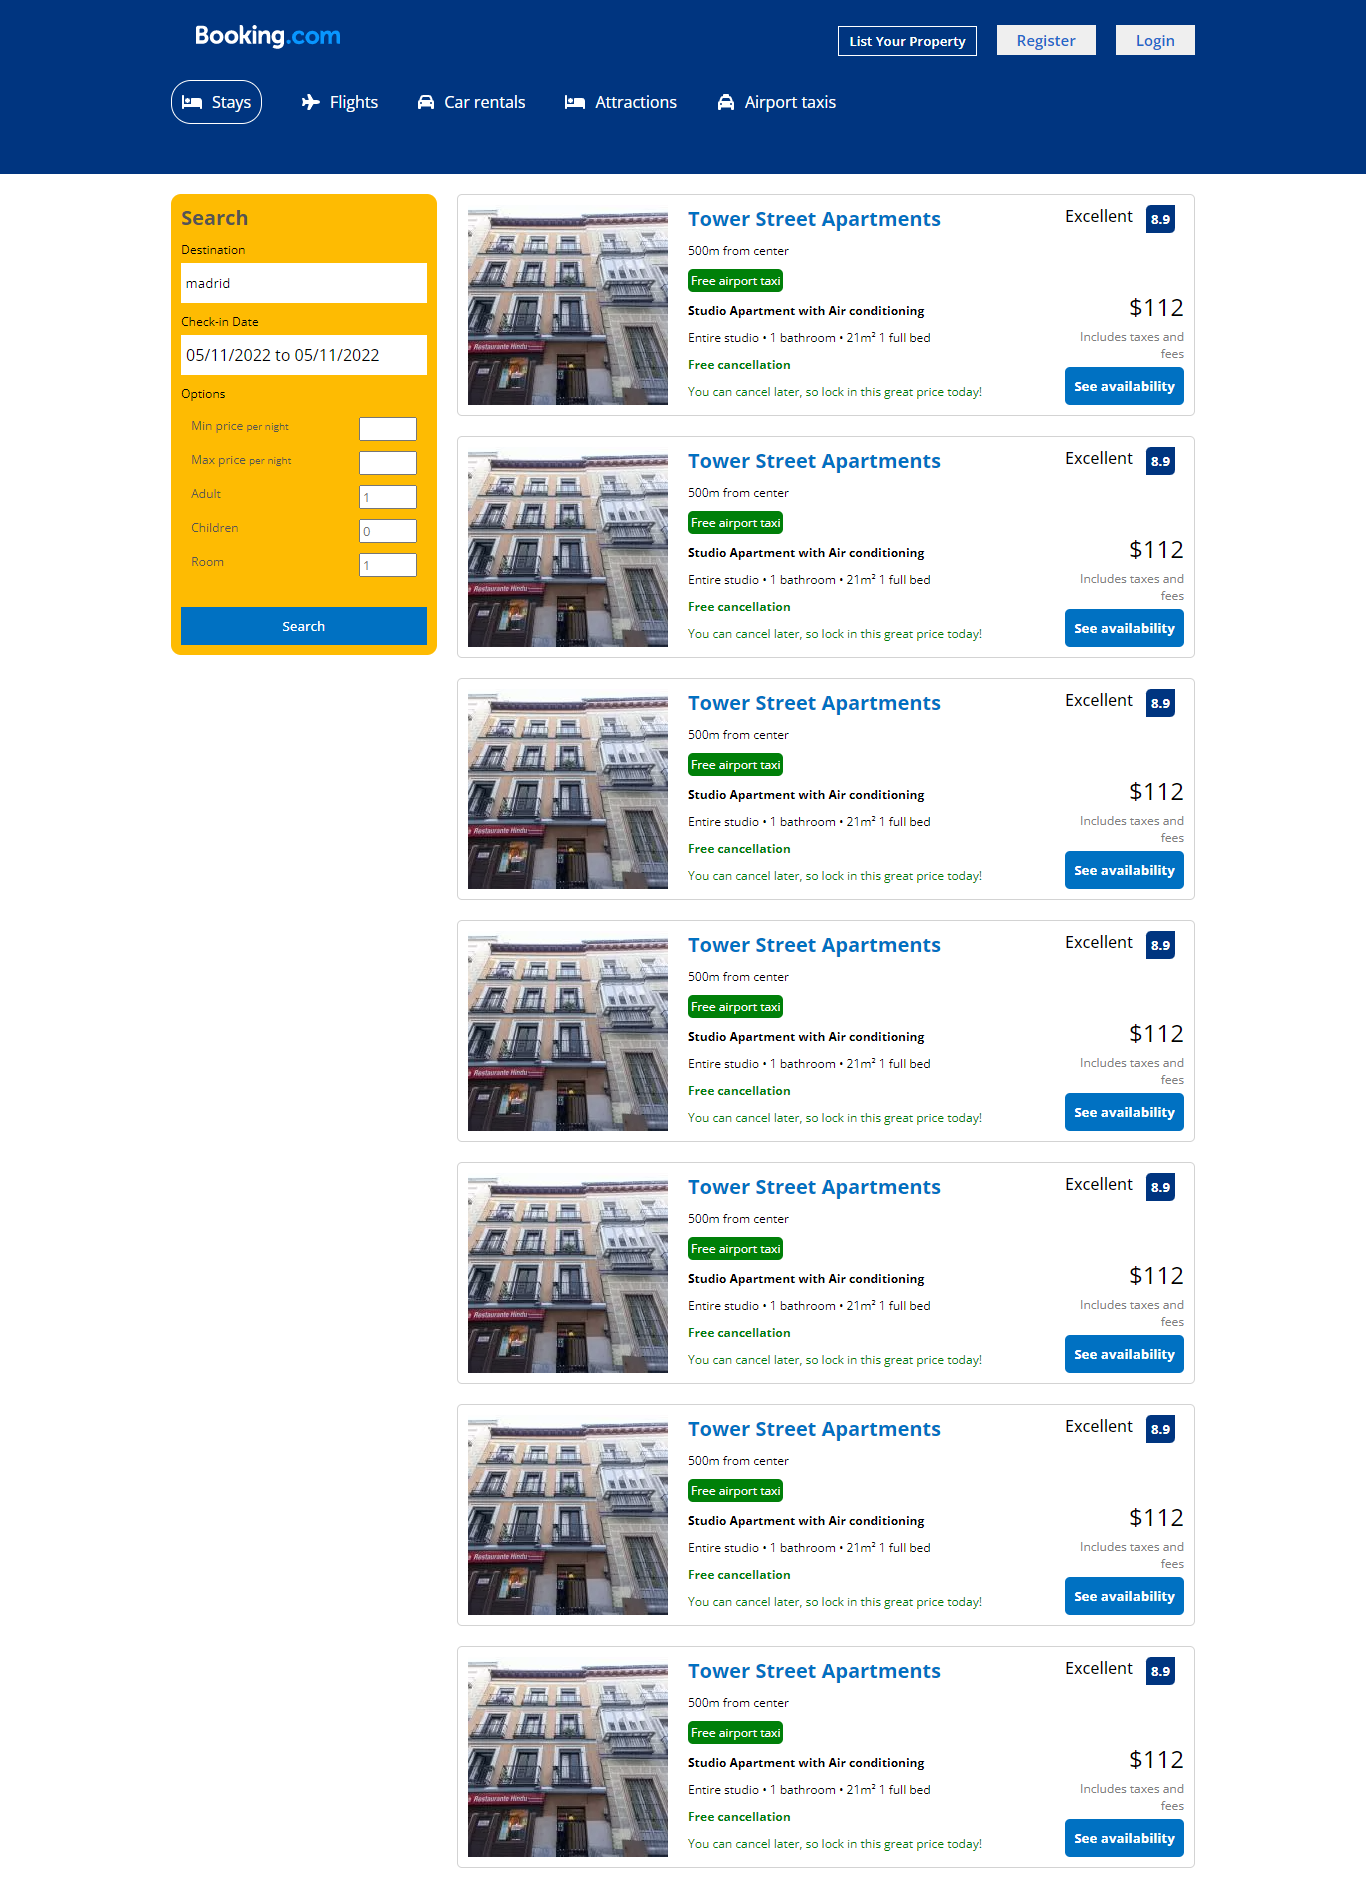 Booking.com
List Your Property
Register
Login
Stays
Flights
Car rentals
Attractions
Airport taxis
Search
Destination
madrid
Check-in Date
05/11/2022 to 05/11/2022
Options
Min price per night
Max price per night
Adult
1
Children
0
Room
1
Search
Tower Street Apartments
Excellent 8.9
500m from center
Free airport taxi
Studio Apartment with Air conditioning
Entire studio • 1 bathroom • 21m² 1 full bed
Free cancellation
You can cancel later, so lock in this great price today!
$112
Includes taxes and
fees
See availability
Restaurante Hindu
Tower Street Apartments
Excellent 8.9
500m from center
Free airport taxi
Studio Apartment with Air conditioning
Entire studio • 1 bathroom • 21m² 1 full bed
Free cancellation
You can cancel later, so lock in this great price today!
$112
Includes taxes and
fees
See availability
Restaurante Hindu
Tower Street Apartments
Excellent 8.9
500m from center
Free airport taxi
Studio Apartment with Air conditioning
Entire studio • 1 bathroom • 21m² 1 full bed
Free cancellation
You can cancel later, so lock in this great price today!
$112
Includes taxes and
fees
See availability
Restaurante Hindu
Tower Street Apartments
Excellent 8.9
500m from center
Free airport taxi
Studio Apartment with Air conditioning
Entire studio • 1 bathroom • 21m² 1 full bed
Free cancellation
You can cancel later, so lock in this great price today!
$112
Includes taxes and
fees
See availability
Restaurante Hindu
Tower Street Apartments
Excellent 8.9
500m from center
Free airport taxi
Studio Apartment with Air conditioning
Entire studio • 1 bathroom • 21m² 1 full bed
Free cancellation
You can cancel later, so lock in this great price today!
$112
Includes taxes and
fees
See availability
Restaurante Hindu
Tower Street Apartments
Excellent 8.9
500m from center
Free airport taxi
Studio Apartment with Air conditioning
Entire studio • 1 bathroom • 21m² 1 full bed
Free cancellation
You can cancel later, so lock in this great price today!
$112
Includes taxes and
fees
See availability
Restaurante Hindu
Tower Street Apartments
Excellent 8.9
500m from center
Free airport taxi
Studio Apartment with Air conditioning
Entire studio • 1 bathroom • 21m² 1 full bed
Free cancellation
You can cancel later, so lock in this great price today!
$112
Includes taxes and
fees
See availability
Restaurante Hindu